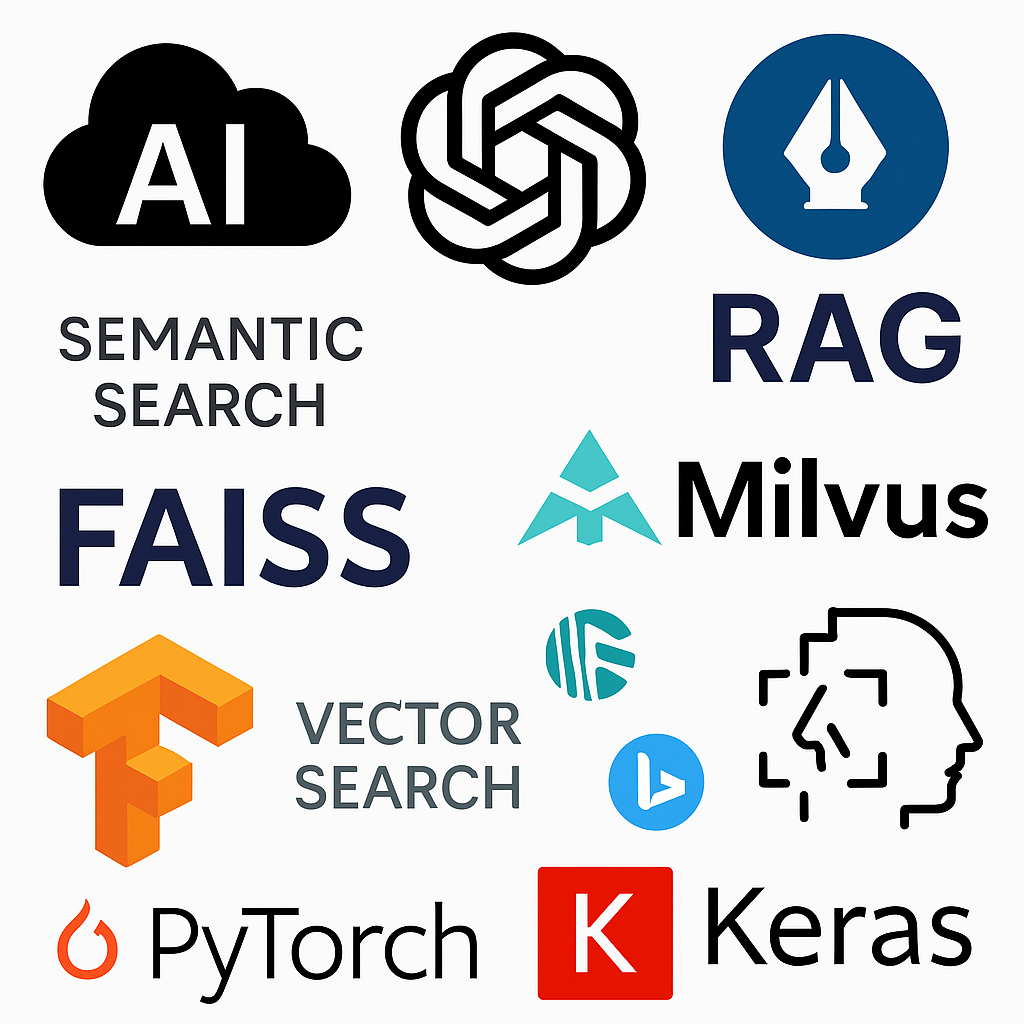 AI
SEMANTIC
SEARCH
RAG
FAISS
Milvus
VECTOR
SEARCH
PyTorch
K
Keras